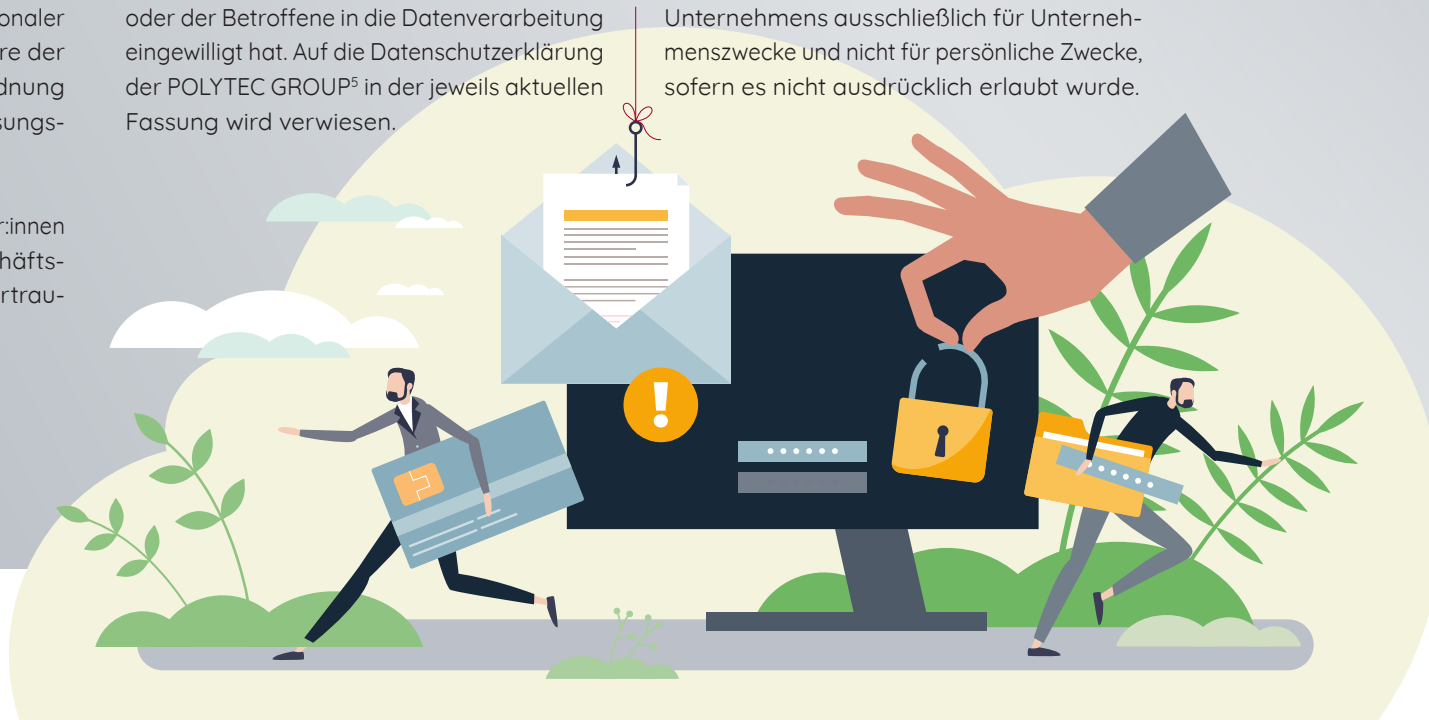 onaler
re der
dnung
sungs-
r:innen
häfts-
rtrau-
oder der Betroffene in die Datenverarbeitung
eingewilligt hat. Auf die Datenschutzerklärung
der POLYTEC GROUP⁵ in der jeweils aktuellen
Fassung wird verwiesen.
Unternehmens ausschließlich für Unterneh-
menszwecke und nicht für persönliche Zwecke,
sofern es nicht ausdrücklich erlaubt wurde.